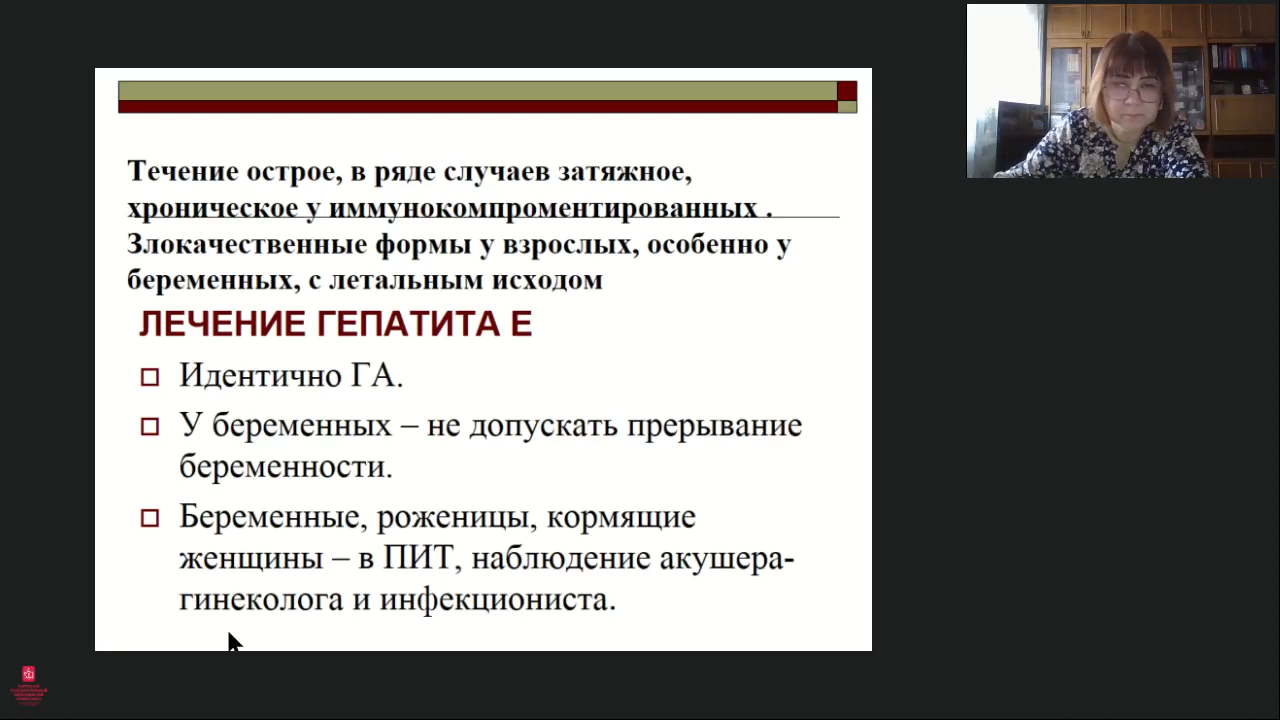 Течение острое, в ряде случаев затяжное,
хроническое у иммунокомпроментированных .
Злокачественные формы у взрослых, особенно у
беременных, с летальным исходом
ЛЕЧЕНИЕ ГЕПАТИТА Е
Идентично ГА.
У беременных – не допускать прерывание
беременности.
Беременные, роженицы, кормящие
женщины – в ПИТ, наблюдение акушера-
гинеколога и инфекциониста.